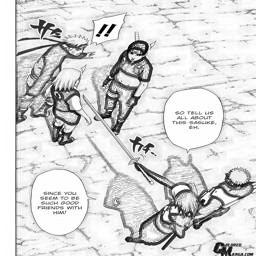 !!
SO TELL US
ALL ABOUT
THIS SASUKE,
EH.
SINCE YOU
SEEM TO BE
SUCH GOOD
FRIENDS WITH
HIM!